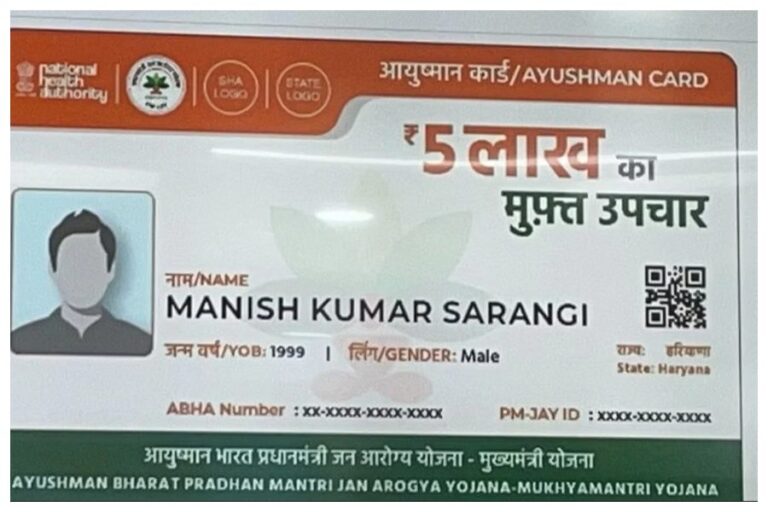 national
health
authority
SHA
LOGO
STATE
LOGO
आयुष्मान कार्ड/AYUSHMAN CARD
₹5 लाख का
मुफ़्त उपचार
नाम/NAME
MANISH KUMAR SARANGI
जन्म वर्ष/YOB: 1999 | लिंग/GENDER: Male
राज्य: हरियाणा
State: Haryana
ABHA Number : xx-xxxx-xxxx-xxxx PM-JAY ID : xxxx-xxxx-xxxx
आयुष्मान भारत प्रधानमंत्री जन आरोग्य योजना - मुख्यमंत्री योजना
AYUSHMAN BHARAT PRADHAN MANTRI JAN AROGYA YOJANA-MUKHYAMANTRI YOJANA